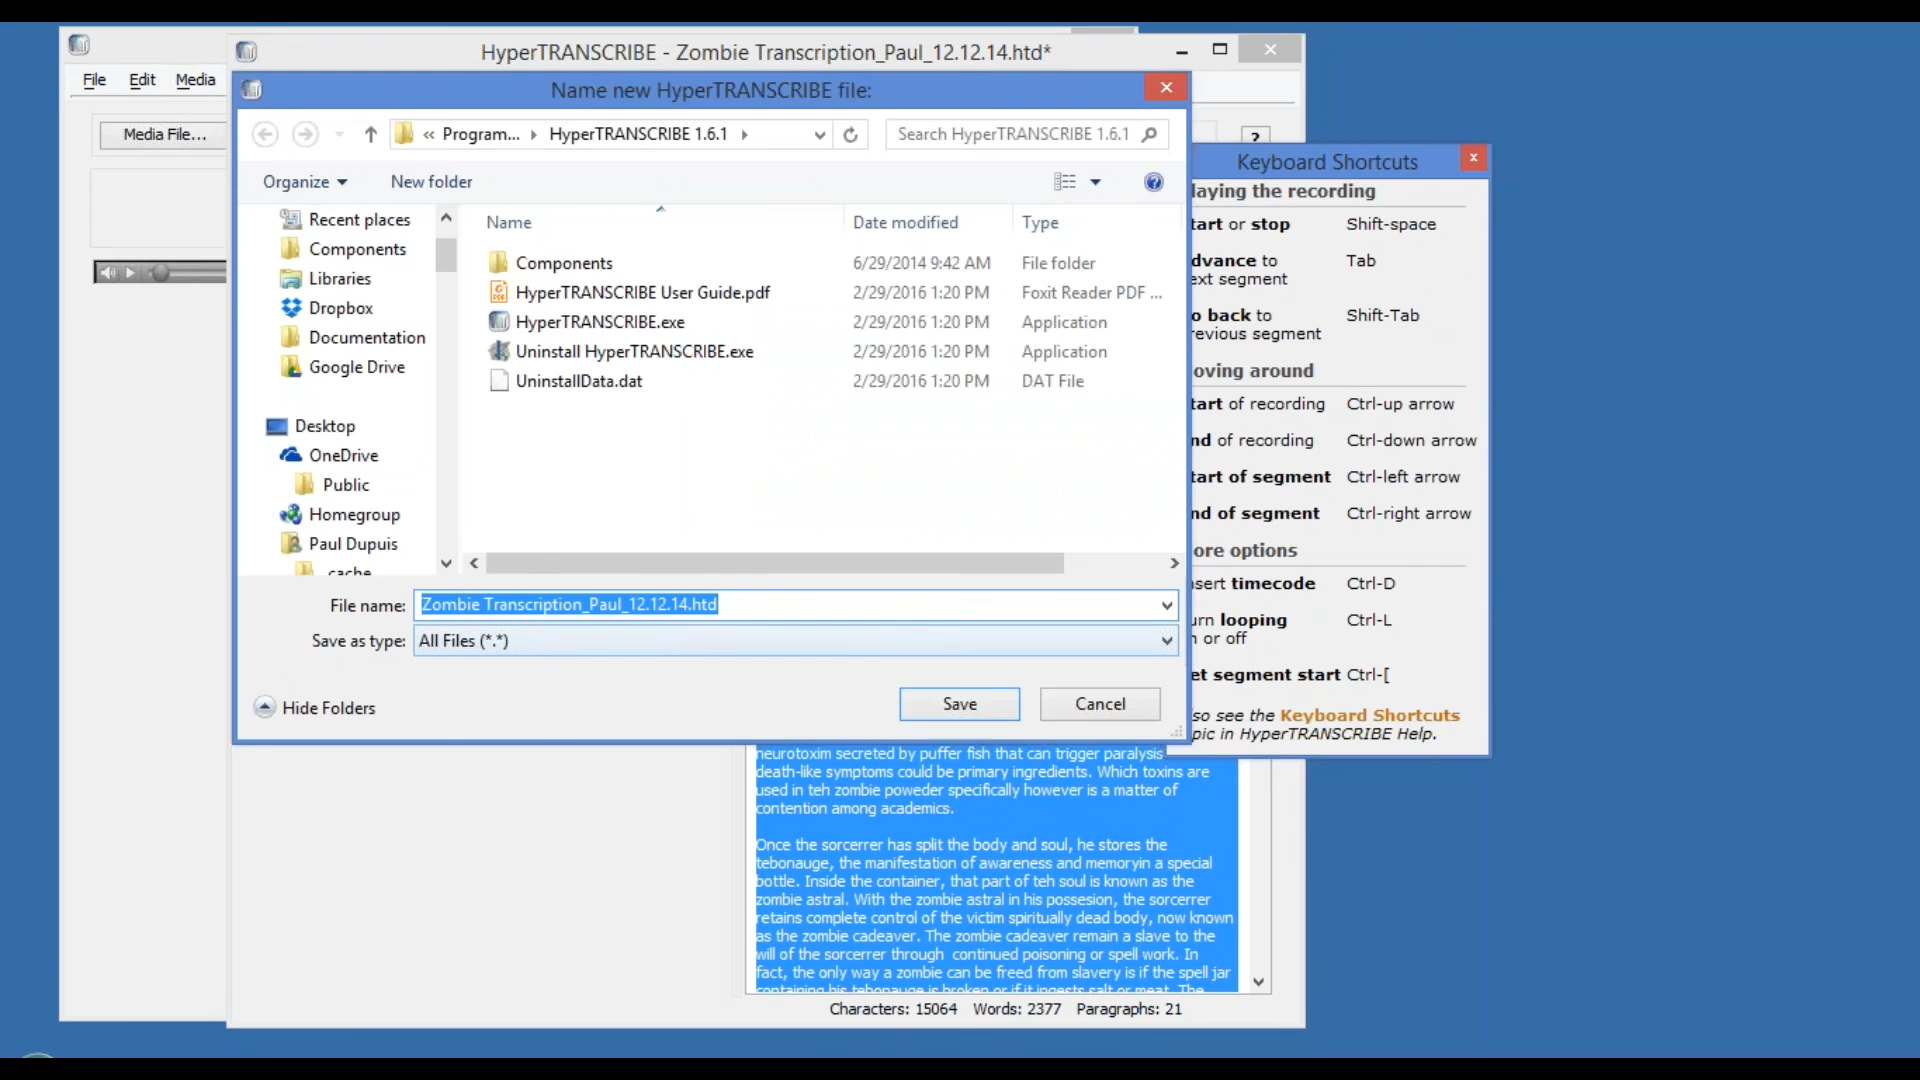 HyperTRANSCRIBE - Zombie Transcription_Paul_12.12.14.htd*
File Edit Media
Media File...
?
Name new HyperTRANSCRIBE file:
« Program... HyperTRANSCRIBE 1.6.1
Search HyperTRANSCRIBE 1.6.1
Organize
New folder
Recent places
Components
Libraries
Dropbox
Documentation
Google Drive
Desktop
OneDrive
Public
Homegroup
Paul Dupuis
.cache
Name Date modified Type
Components 6/29/2014 9:42 AM File folder
HyperTRANSCRIBE User Guide.pdf 2/29/2016 1:20 PM Foxit Reader PDF ...
HyperTRANSCRIBE.exe 2/29/2016 1:20 PM Application
Uninstall HyperTRANSCRIBE.exe 2/29/2016 1:20 PM Application
UninstallData.dat 2/29/2016 1:20 PM DAT File
File name: Zombie Transcription_Paul_12.12.14.htd
Save as type: All Files (*.*)
Hide Folders
Save
Cancel
Keyboard Shortcuts
laying the recording
tart or stop Shift-space
dvance to Tab
ext segment
o back to Shift-Tab
revious segment
oving around
tart of recording Ctrl-up arrow
nd of recording Ctrl-down arrow
tart of segment Ctrl-left arrow
nd of segment Ctrl-right arrow
ore options
sert timecode Ctrl-D
urn looping Ctrl-L
n or off
et segment start Ctrl-[
so see the Keyboard Shortcuts
pic in HyperTRANSCRIBE Help.
neurotoxim secreted by puffer fish that can trigger paralysis
death-like symptoms could be primary ingredients. Which toxins are
used in teh zombie poweder specifically however is a matter of
contention among academics.
Once the sorcerrer has split the body and soul, he stores the
tebonauge, the manifestation of awareness and memoryin a special
bottle. Inside the container, that part of teh soul is known as the
zombie astral. With the zombie astral in his possesion, the sorcerrer
retains complete control of the victim spiritually dead body, now known
as the zombie cadeaver. The zombie cadeaver remain a slave to the
will of the sorcerrer through continued poisoning or spell work. In
fact, the only way a zombie can be freed from slavery is if the spell jar
containing his tebonauge is broken or if it ingests salt or meat. The
Characters: 15064 Words: 2377 Paragraphs: 21